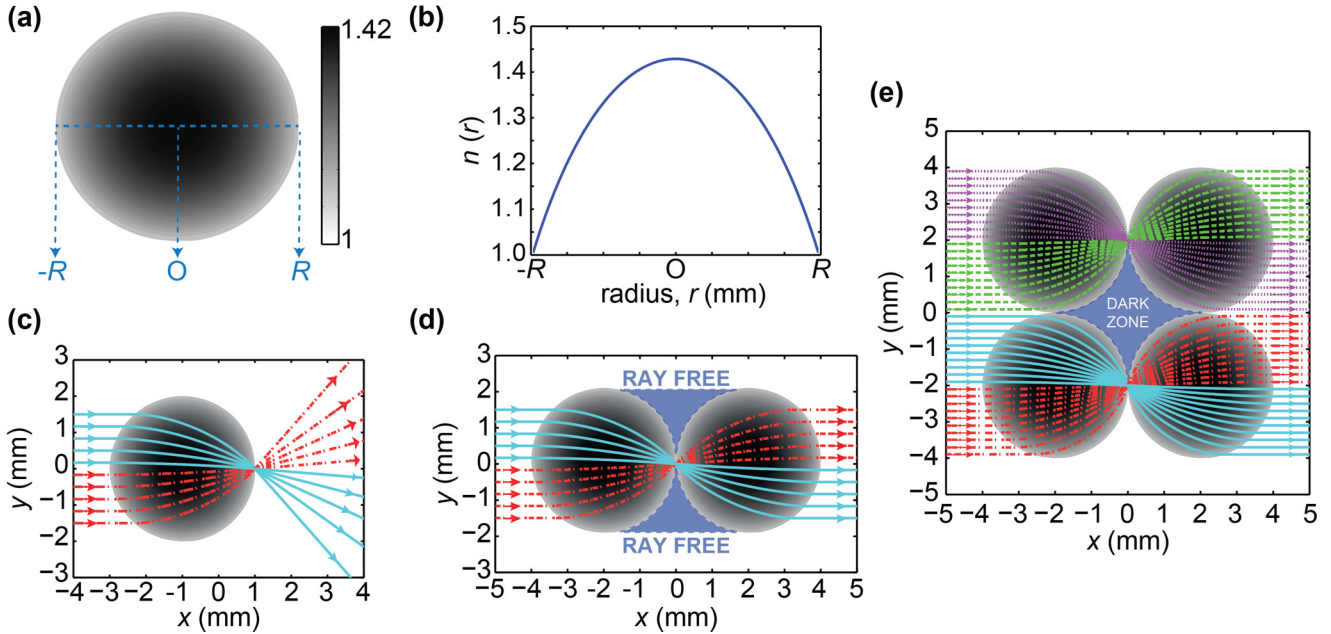 (a)
1.42
1
-R
O
R
(b)
1.5
1.4
1.3
1.2
1.1
1.0
n (r)
-R O R
radius, r (mm)
(c)
3
2
1
0
-1
−2
−3
y (mm)
−4 −3 −2 -1 0 1 2 3 4
x (mm)
(d)
3
2
1
0
-1
−2
−3
y (mm)
RAY FREE
RAY FREE
−5 −4 −3 −2 -1 0 1 2 3 4 5
x (mm)
(e)
5
4
3
2
1
0
−1
−2
−3
−4
−5
y (mm)
DARK
ZONE
−5 −4 −3 −2 −1 0 1 2 3 4 5
x (mm)